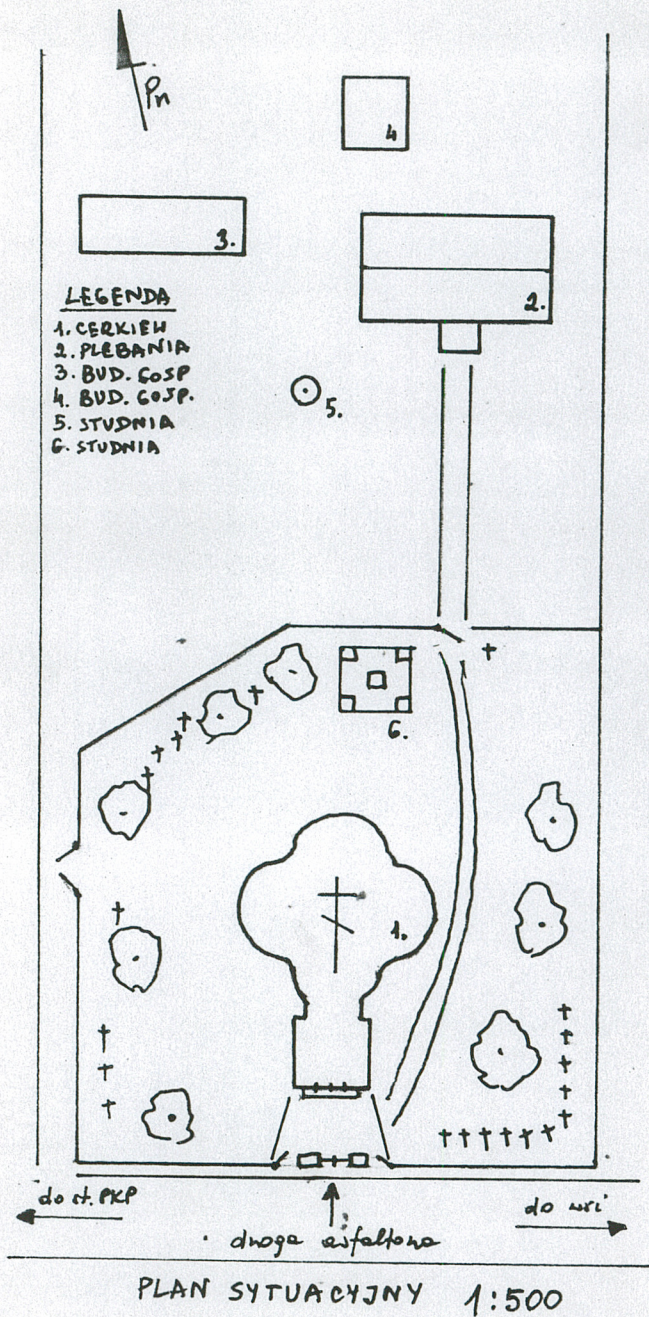 Pn
4
3.
2.
LEGENDA
1. CERKIEW
2. PLEBANIA
3. BUD. GOSP
4. BUD. GOSP.
5. STUDNIA
6. STUDNIA
5.
6.
1.
do st. PKP
do wsi
droga asfaltowa
PLAN SYTUACYJNY 1:500